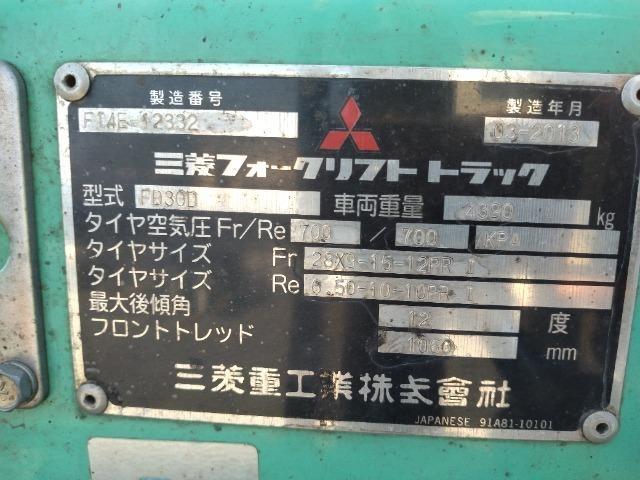 製造番号
F14E-12332
製造年月
03-2013
三菱フォークリフト トラック
型式 FD30D 車両重量 4390 kg
タイヤ空気圧 Fr/Re 700 / 700 KPA
タイヤサイズ Fr 28X9-15-12PR I
タイヤサイズ Re 6.50-10-10PR I
最大後傾角 12 度
フロントトレッド 1060 mm
三菱重工業株式會社
JAPANESE 91A81-10101